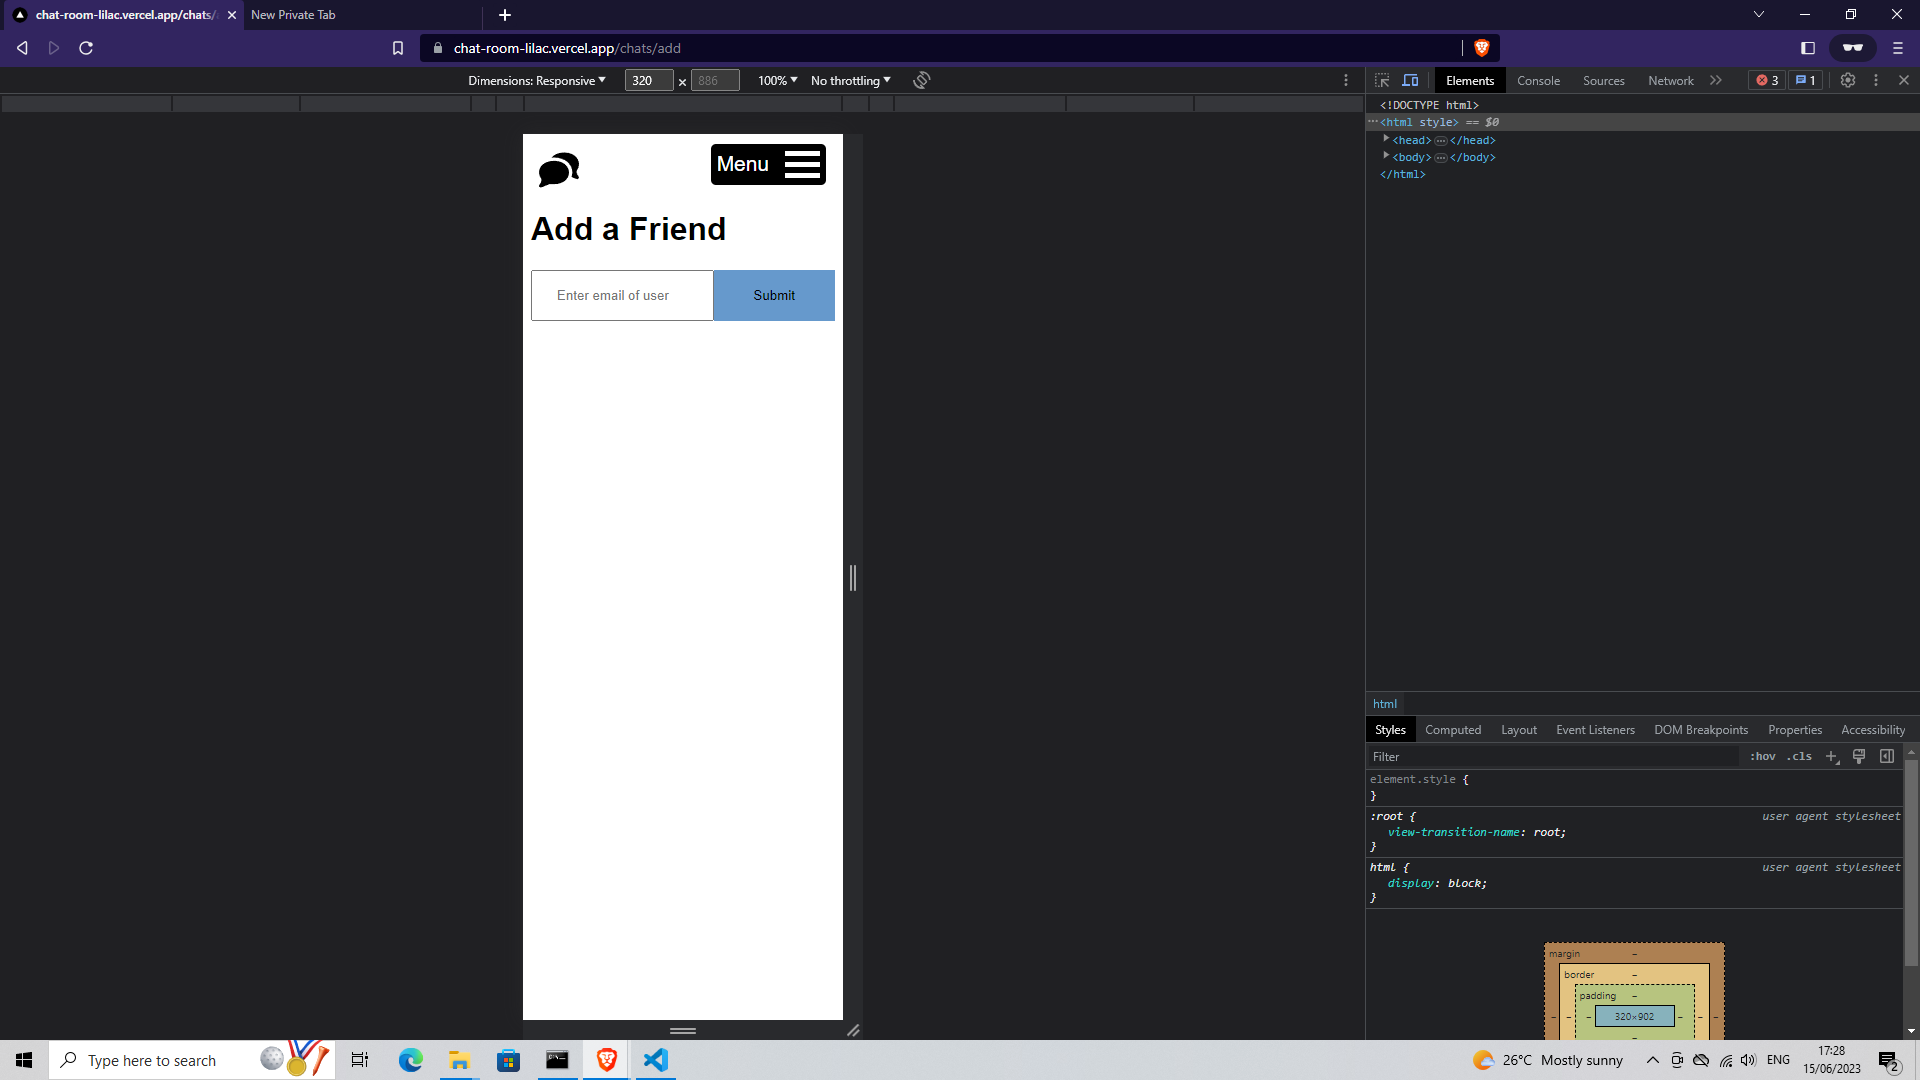 chat-room-lilac.vercel.app/chats/
New Private Tab
chat-room-lilac.vercel.app/chats/add
Dimensions: Responsive 320 × 886 100% No throttling
Elements Console Sources Network 3 1
<!DOCTYPE html>
<html style> == $0
<head> … </head>
<body> … </body>
</html>
Menu
Add a Friend
Enter email of user Submit
html
Styles Computed Layout Event Listeners DOM Breakpoints Properties Accessibility
Filter :hov .cls
element.style {
}
:root { user agent stylesheet
view-transition-name: root;
}
html { user agent stylesheet
display: block;
}
margin –
border –
padding –
– – – 320×902 – – –
–
Type here to search
26°C Mostly sunny
ENG
17:28
15/06/2023
2